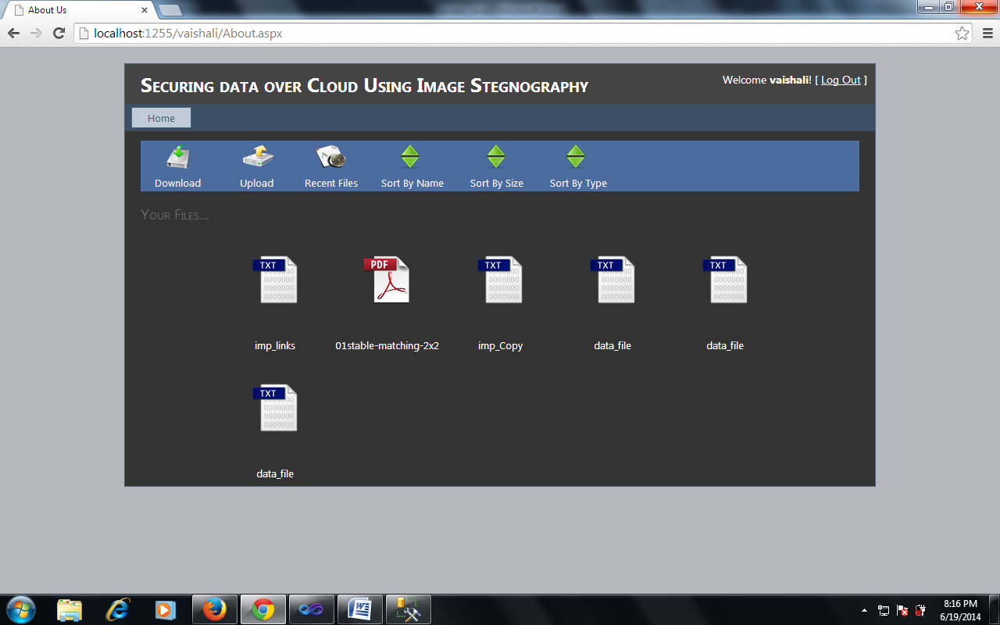 About Us
localhost:1255/vaishali/About.aspx
Securing data over Cloud Using Image Stegnography
Welcome vaishali! [ Log Out ]
Home
Download Upload Recent Files Sort By Name Sort By Size Sort By Type
Your Files...
TXT PDF TXT TXT TXT
imp_links 01stable-matching-2x2 imp_Copy data_file data_file
TXT
data_file
8:16 PM
6/19/2014